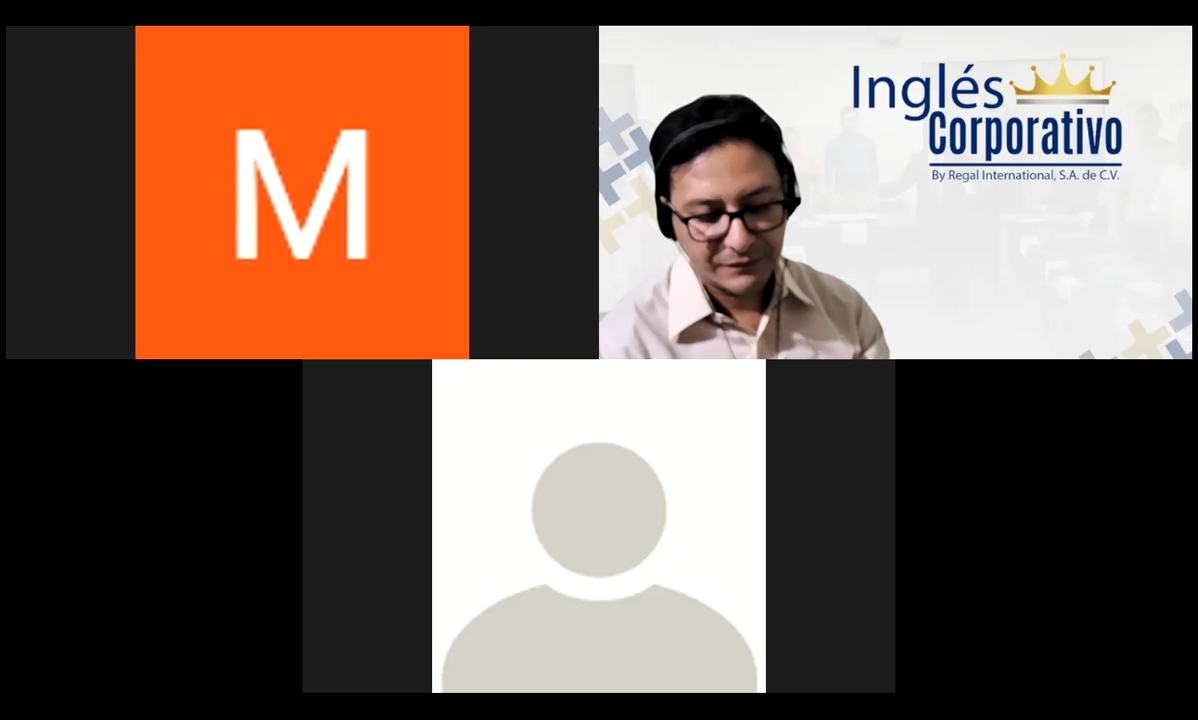 M
Inglés
Corporativo
By Regal International, S.A. de C.V.